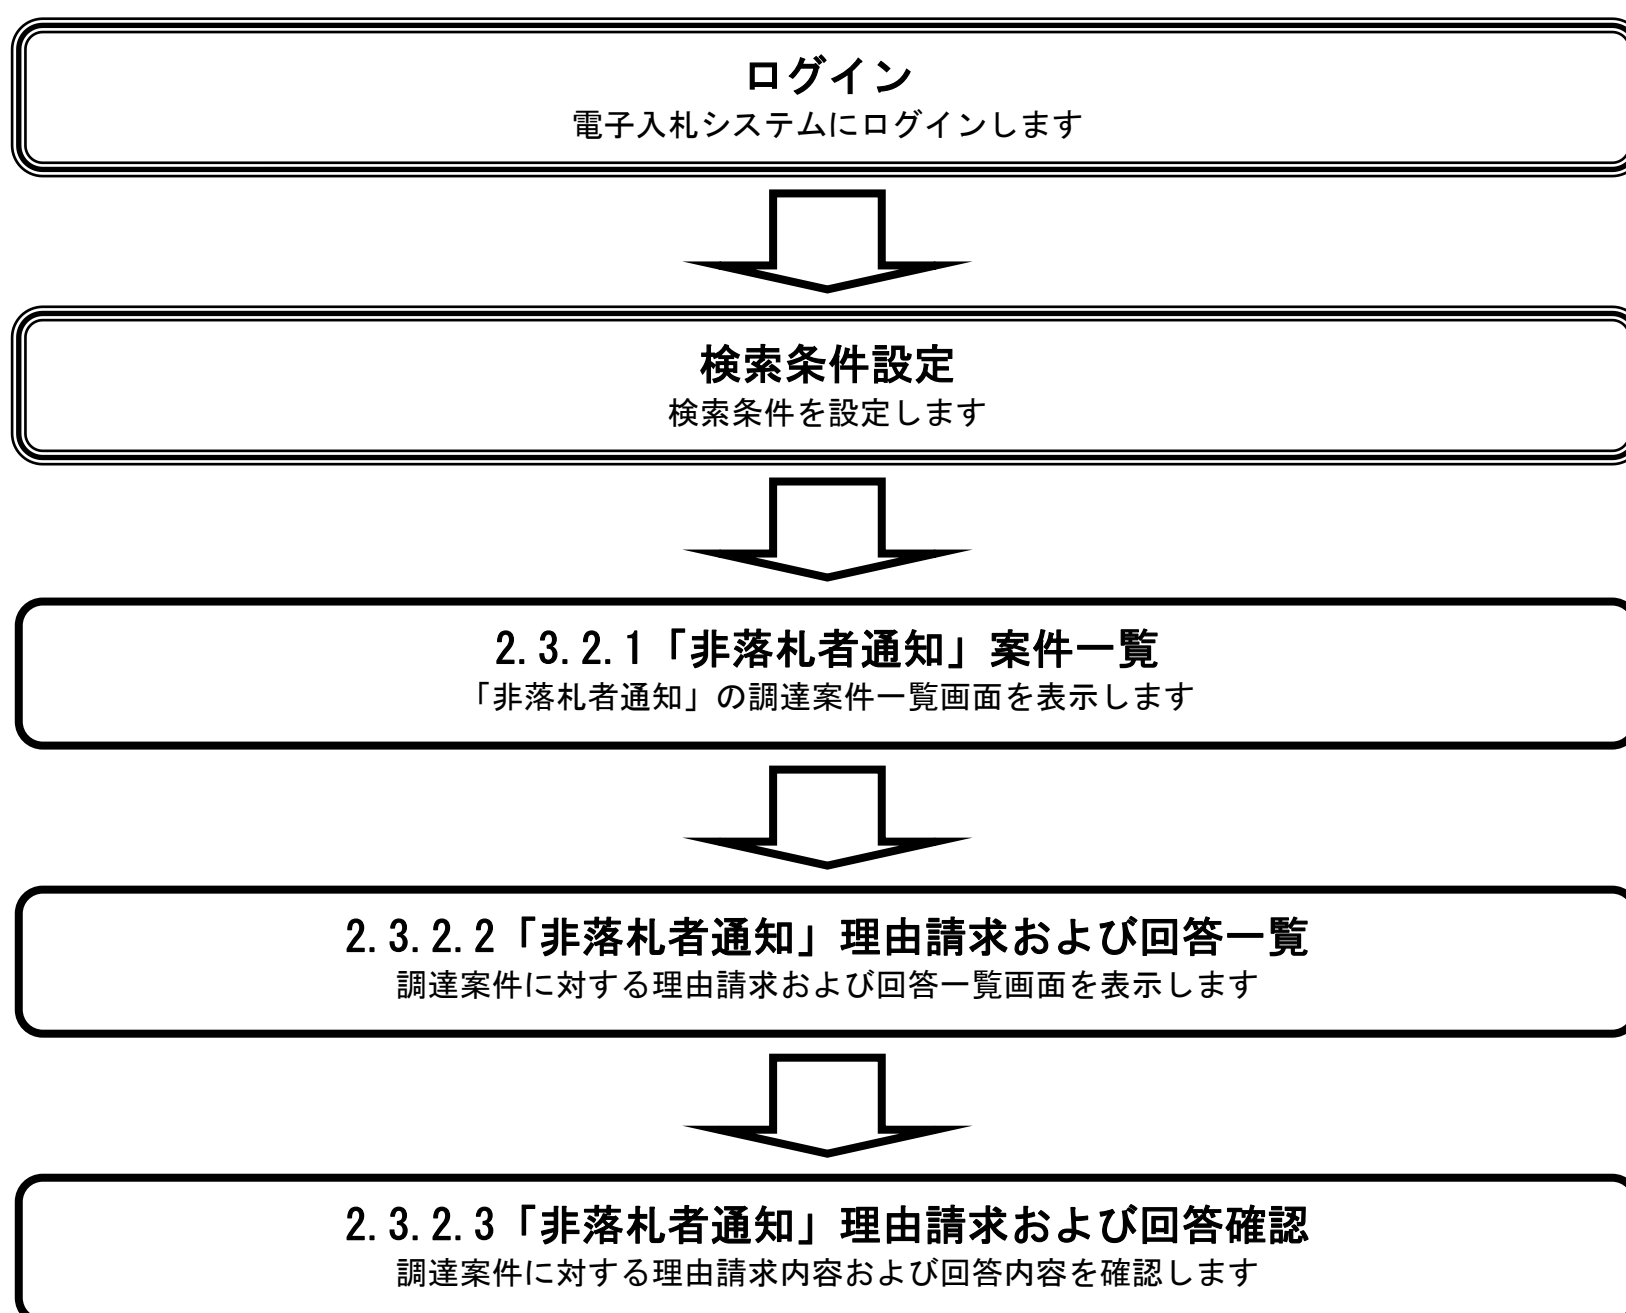 ログイン
電子入札システムにログインします
検索条件設定
検索条件を設定します
2.3.2.1「非落札者通知」案件一覧
「非落札者通知」の調達案件一覧画面を表示します
2.3.2.2「非落札者通知」理由請求および回答一覧
調達案件に対する理由請求および回答一覧画面を表示します
2.3.2.3「非落札者通知」理由請求および回答確認
調達案件に対する理由請求内容および回答内容を確認します